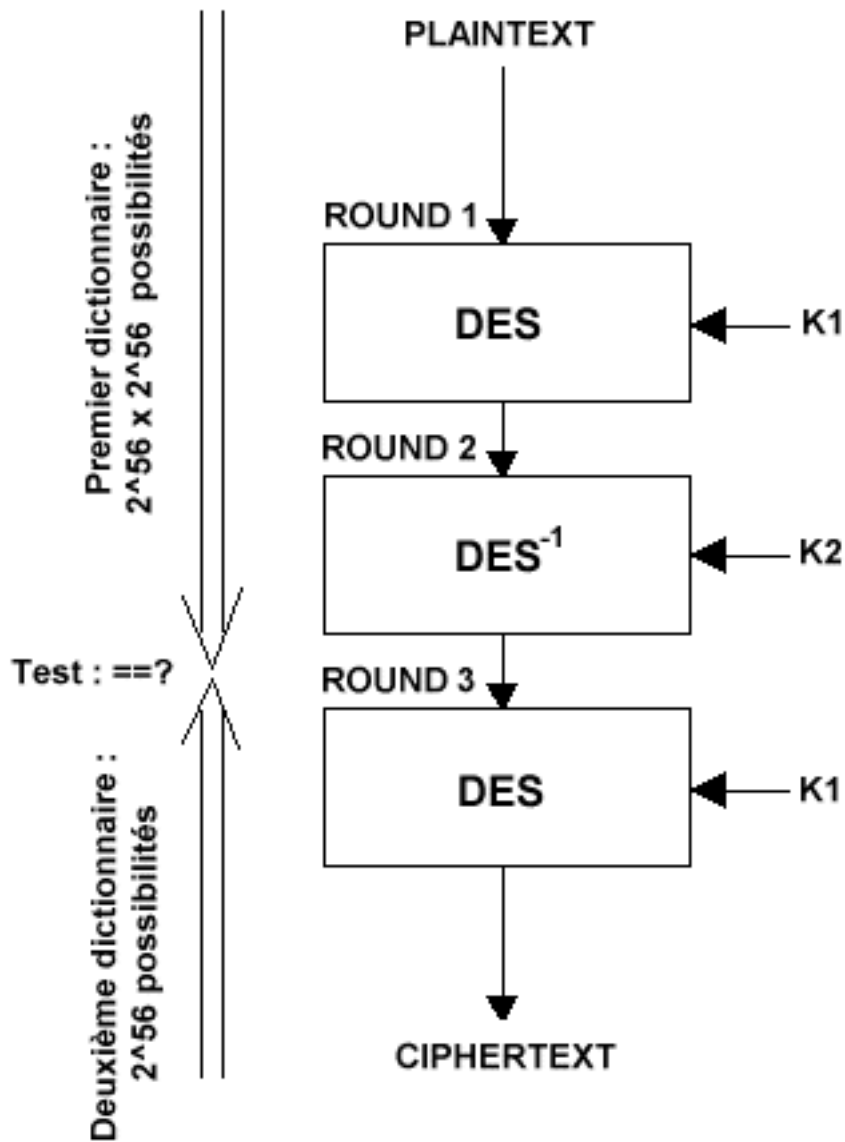 PLAINTEXT
Premier dictionnaire :
2^56 x 2^56 possibilités
ROUND 1
DES
K1
ROUND 2
DES-1
K2
Test : ==?
ROUND 3
DES
K1
Deuxième dictionnaire :
2^56 possibilités
CIPHERTEXT